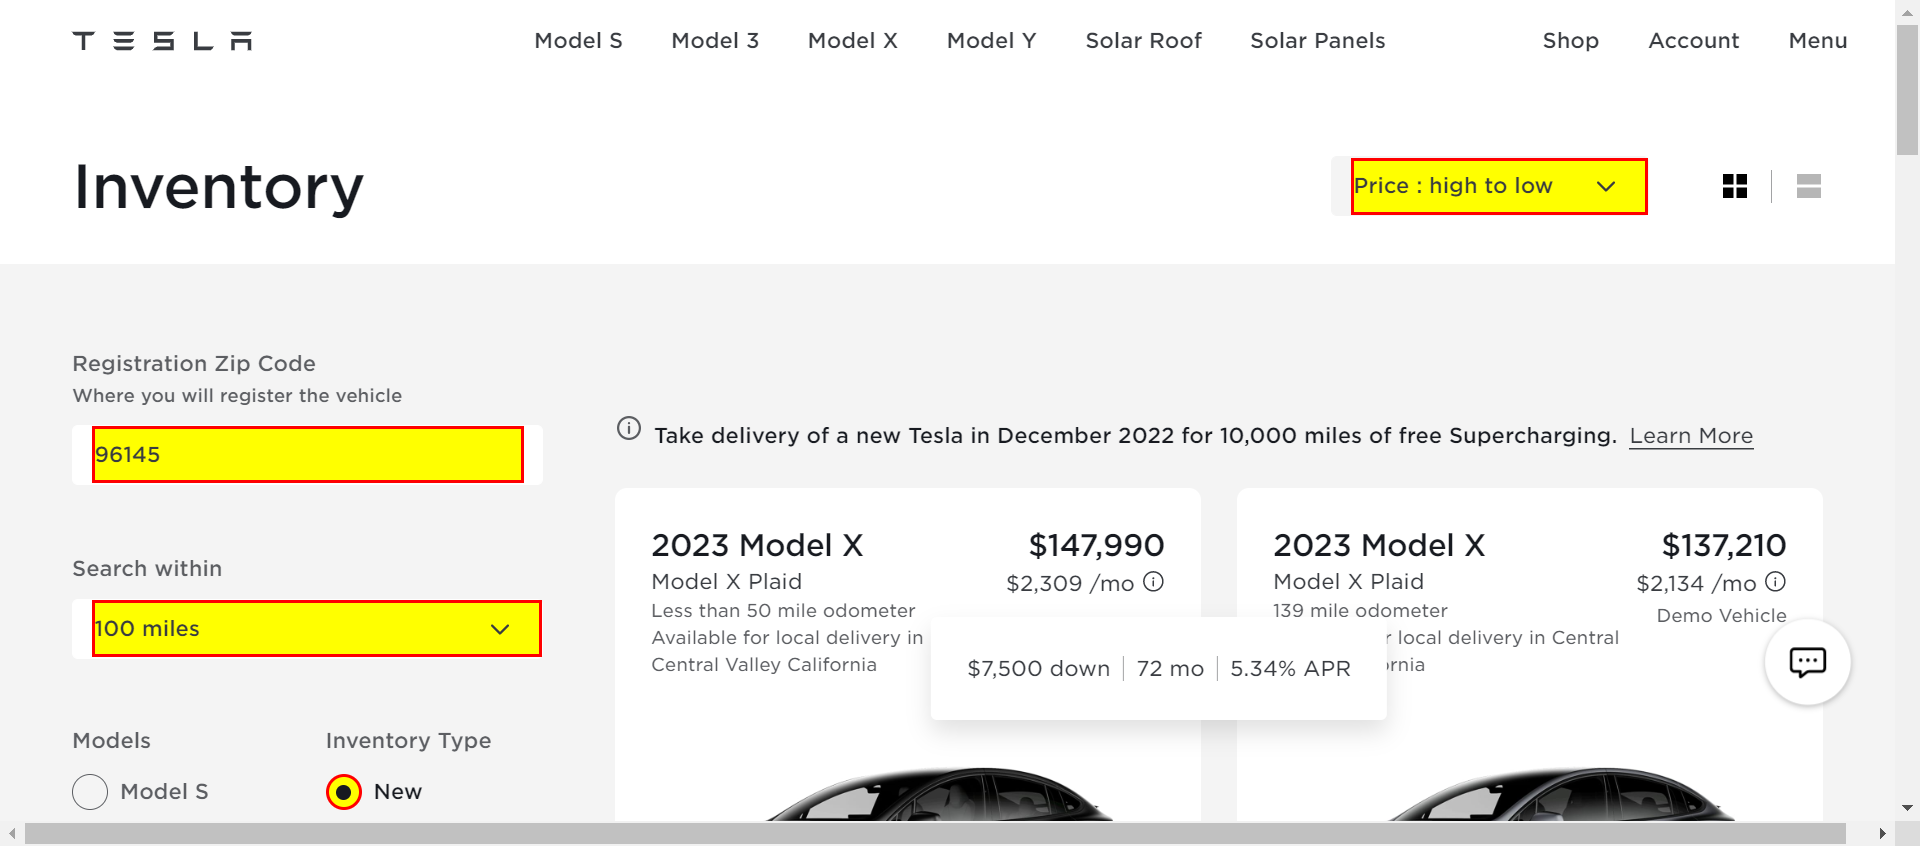 TESLA
Model S Model 3 Model X Model Y Solar Roof Solar Panels Shop Account Menu
Inventory
Price : high to low
Registration Zip Code
Where you will register the vehicle
96145
Take delivery of a new Tesla in December 2022 for 10,000 miles of free Supercharging. Learn More
Search within
100 miles
2023 Model X $147,990
Model X Plaid $2,309 /mo
Less than 50 mile odometer
Available for local delivery in
Central Valley California
2023 Model X $137,210
Model X Plaid $2,134 /mo
139 mile odometer Demo Vehicle
local delivery in Central
$7,500 down 72 mo 5.34% APR
Models
Model S
Inventory Type
New